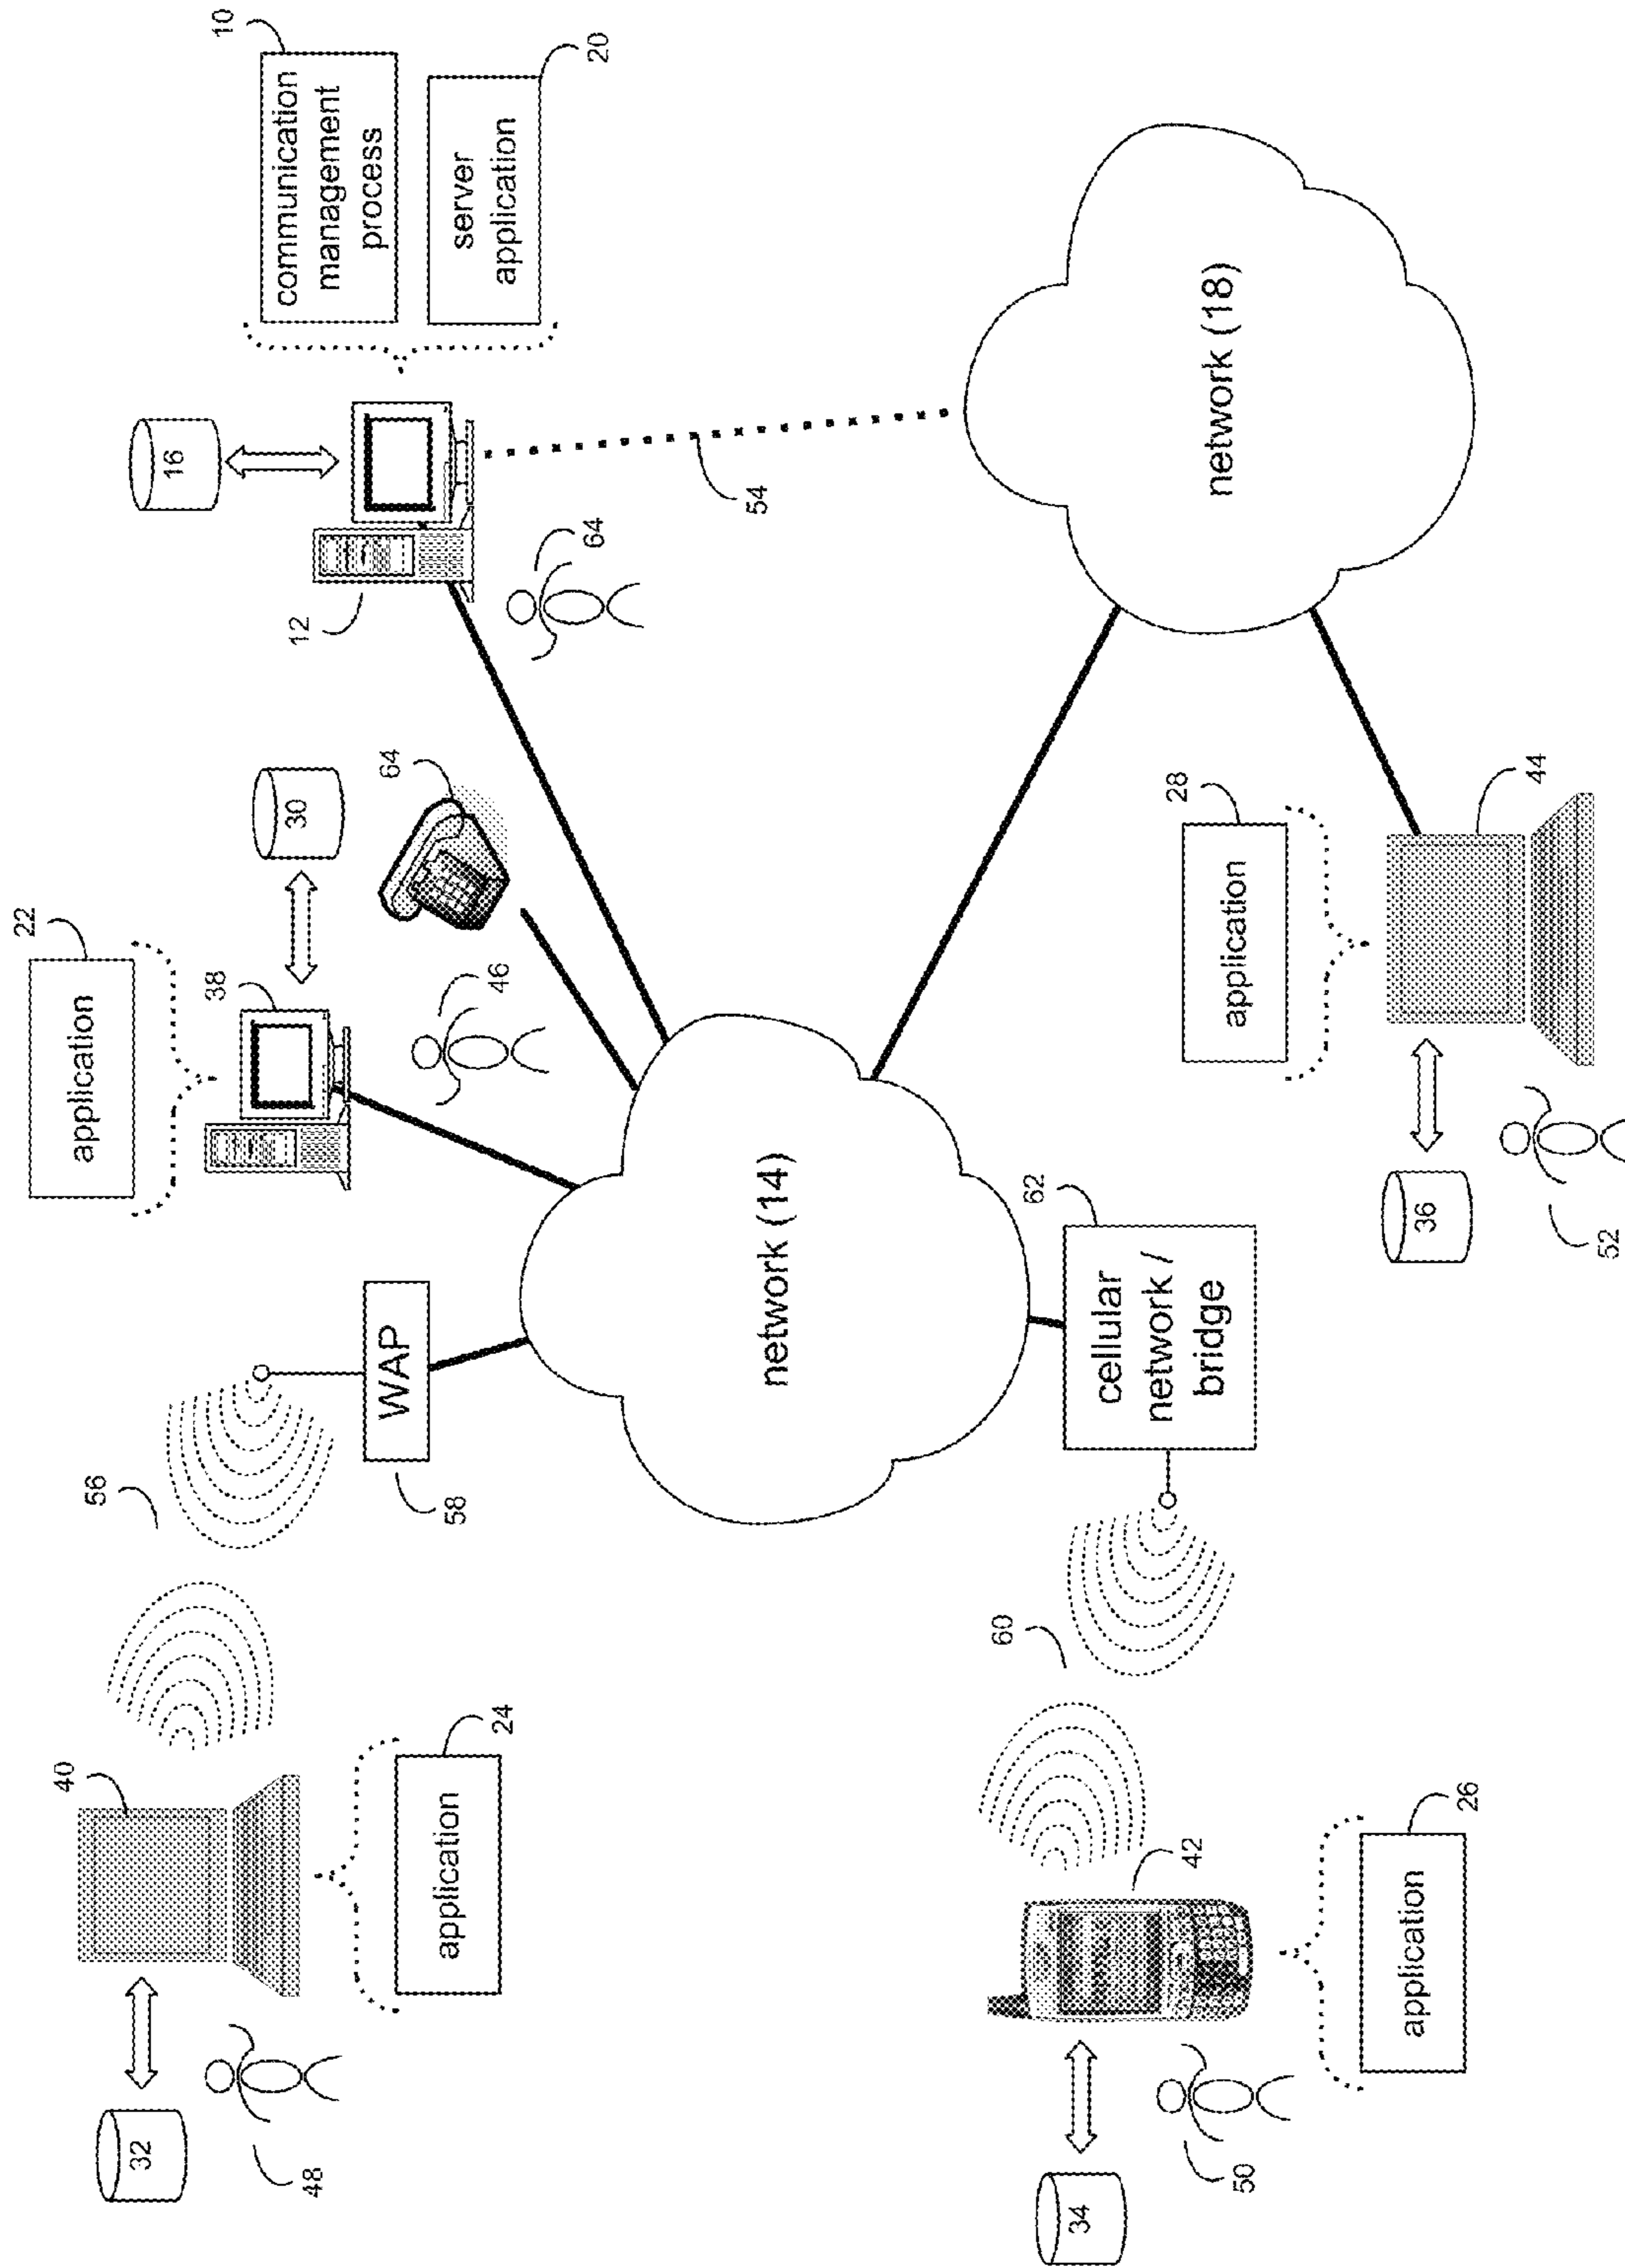 22
application
10
communication
management
process
40
56
38
16
32
30
12
48
64
WAP
58
24
application
46
64
server
application
20
54
network (14)
network (18)
60
62
cellular
network /
bridge
34
42
50
28
application
26
application
36
44
52